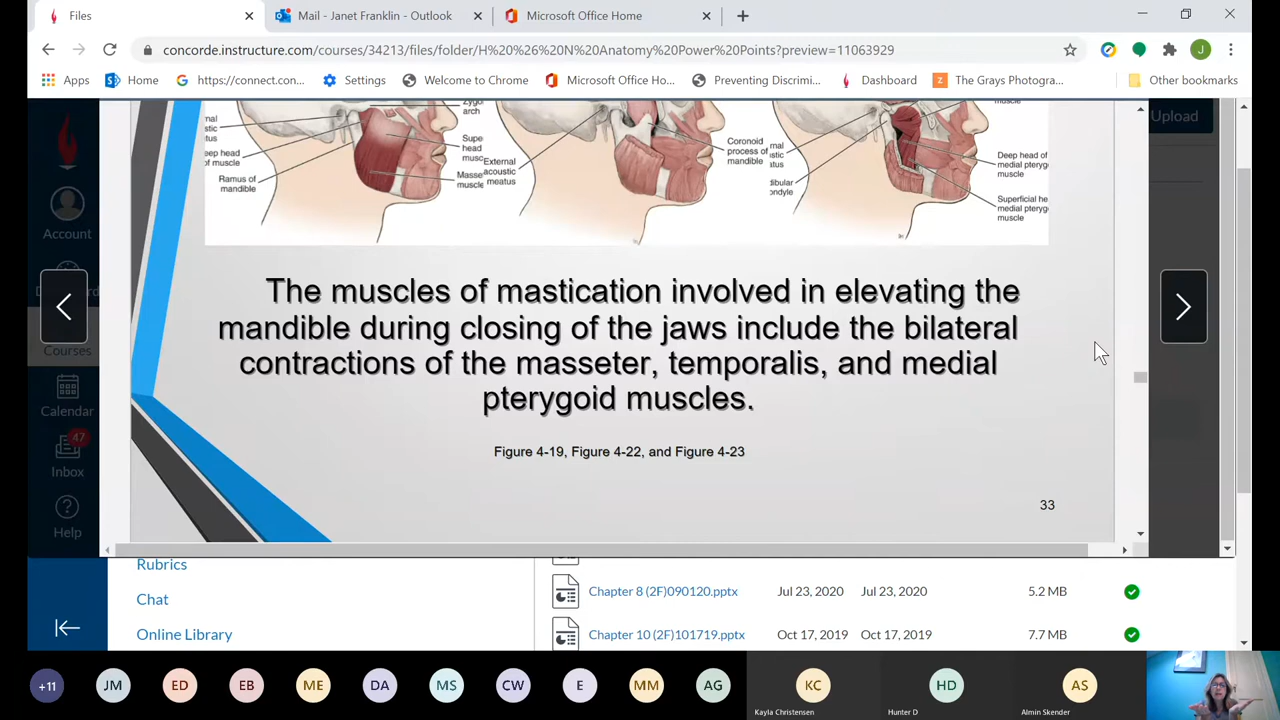 Files
Mail - Janet Franklin - Outlook
Microsoft Office Home
concorde.instructure.com/courses/34213/files/folder/H%20%26%20N%20Anatomy%20Power%20Points?preview=11063929
J
Apps
Home
https://connect.con...
Settings
Welcome to Chrome
Microsoft Office Ho...
Preventing Discrim...
Dashboard
The Grays Photogra...
Other bookmarks
Upload
Account
Courses
Calendar
47
Inbox
Help
arch
head
Ramus of
mandible
External
acoustic
meatus
Coronoid
process of
mandible
Deep head of
medial pteryg
muscle
Superficial he
medial pteryg
muscle
The muscles of mastication involved in elevating the
mandible during closing of the jaws include the bilateral
contractions of the masseter, temporalis, and medial
pterygoid muscles.
Figure 4-19, Figure 4-22, and Figure 4-23
33
Rubrics
Chat
Online Library
Chapter 8 (2F)090120.pptx Jul 23, 2020 Jul 23, 2020 5.2 MB
Chapter 10 (2F)101719.pptx Oct 17, 2019 Oct 17, 2019 7.7 MB
+11 JM ED EB ME DA MS CW E MM AG KC HD AS
Kayla Christensen Hunter D Almin Skender